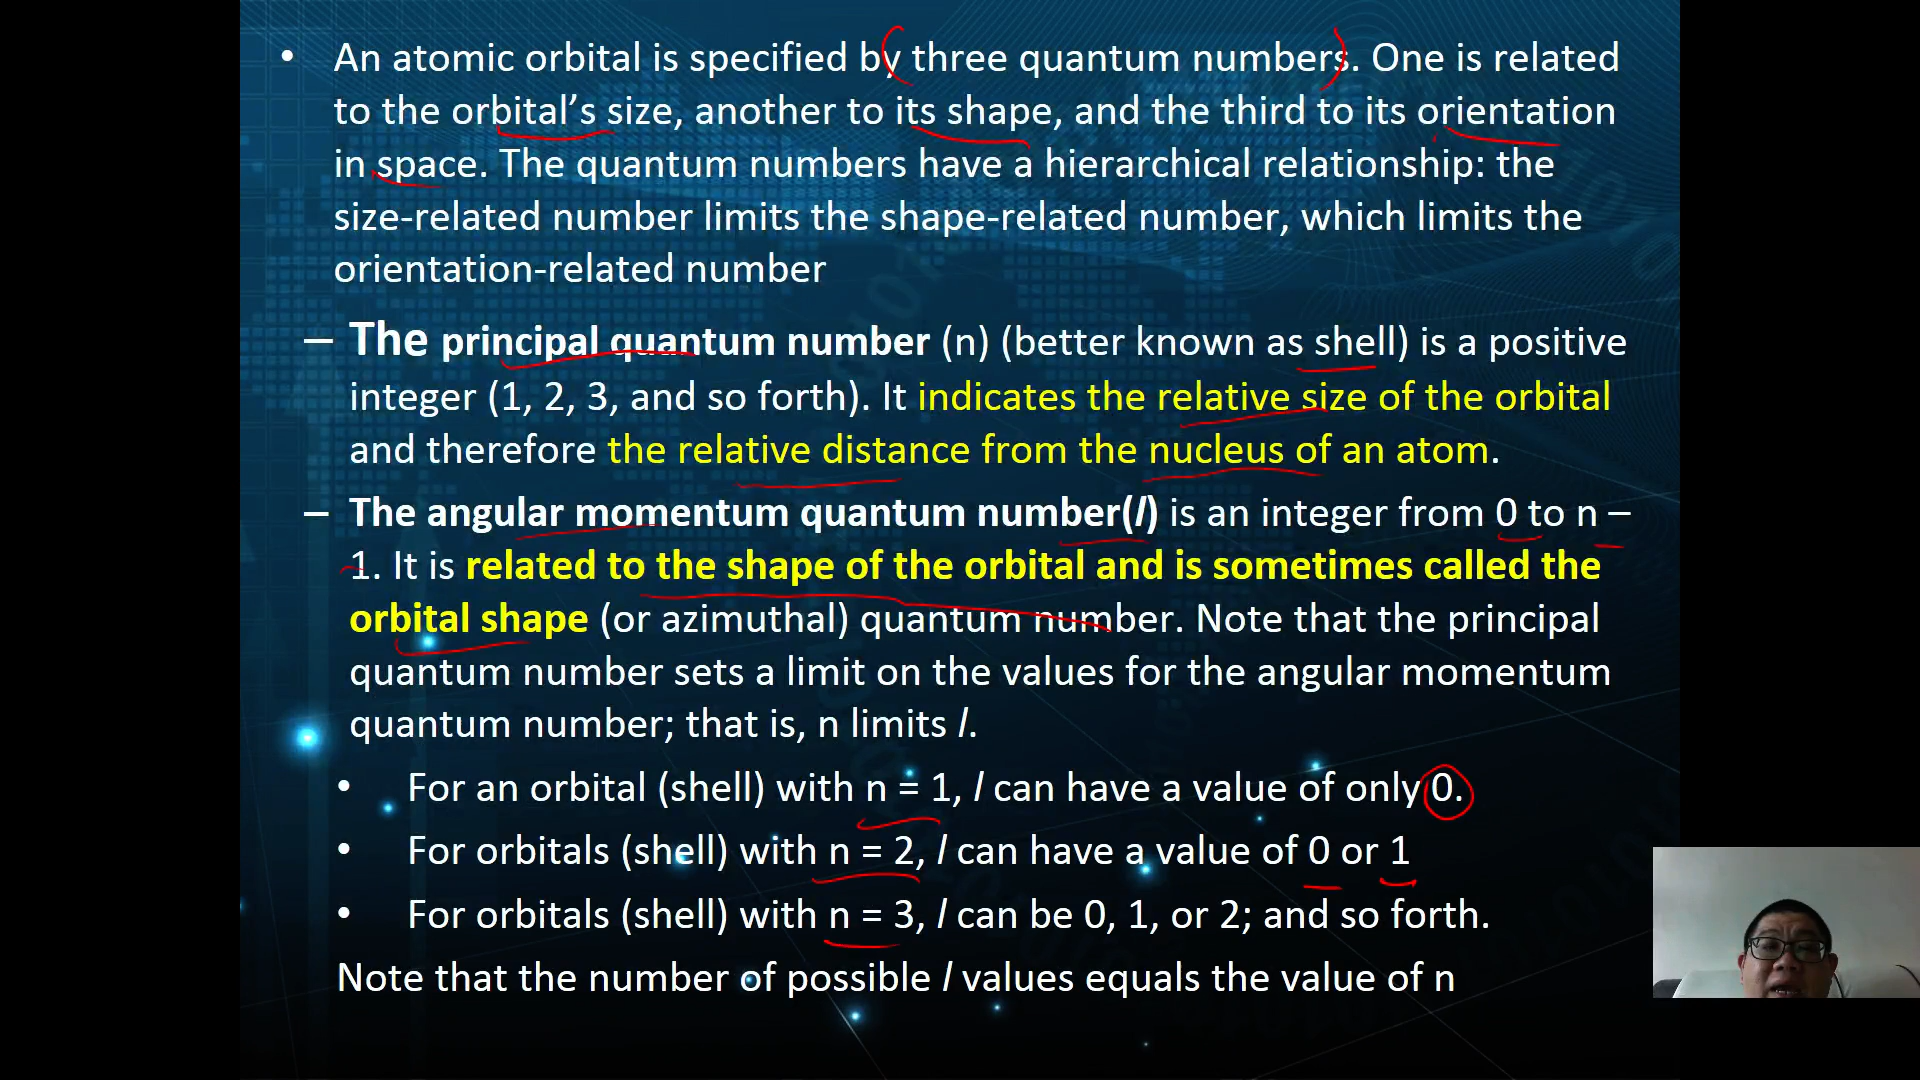 • An atomic orbital is specified by three quantum numbers. One is related
to the orbital’s size, another to its shape, and the third to its orientation
in space. The quantum numbers have a hierarchical relationship: the
size-related number limits the shape-related number, which limits the
orientation-related number
– The principal quantum number (n) (better known as shell) is a positive
integer (1, 2, 3, and so forth). It indicates the relative size of the orbital
and therefore the relative distance from the nucleus of an atom.
– The angular momentum quantum number(l) is an integer from 0 to n –
1. It is related to the shape of the orbital and is sometimes called the
orbital shape (or azimuthal) quantum number. Note that the principal
quantum number sets a limit on the values for the angular momentum
quantum number; that is, n limits l.
• For an orbital (shell) with n = 1, l can have a value of only 0.
• For orbitals (shell) with n = 2, l can have a value of 0 or 1
• For orbitals (shell) with n = 3, l can be 0, 1, or 2; and so forth.
Note that the number of possible l values equals the value of n